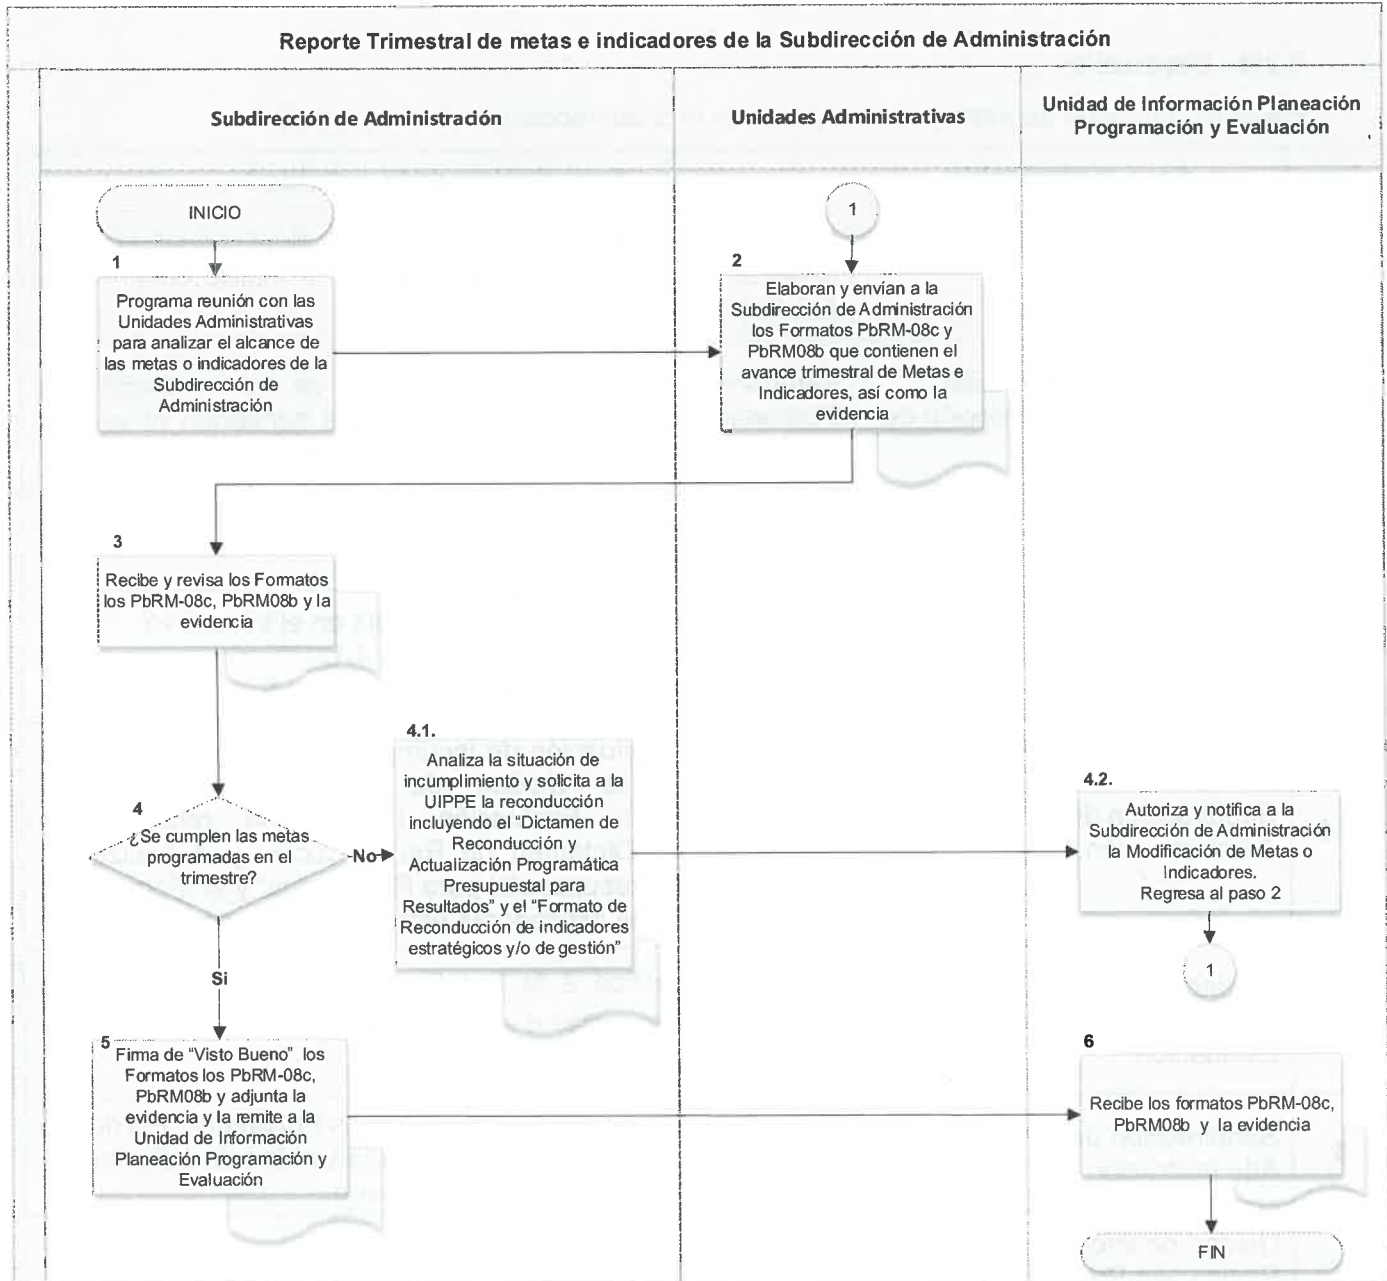 Reporte Trimestral de metas e indicadores de la Subdirección de Administración
Subdirección de Administración
Unidades Administrativas
Unidad de Información Planeación
Programación y Evaluación
INICIO
1
Programa reunión con las
Unidades Administrativas
para analizar el alcance de
las metas o indicadores de la
Subdirección de
Administración
1
2
Elaboran y envían a la
Subdirección de Administración
los Formatos PbRM-08c y
PbRM08b que contienen el
avance trimestral de Metas e
Indicadores, así como la
evidencia
3
Recibe y revisa los Formatos
los PbRM-08c, PbRM08b y la
evidencia
4
¿Se cumplen las metas
programadas en el
trimestre?
No
4.1.
Analiza la situación de
incumplimiento y solicita a la
UIPPE la reconducción
incluyendo el “Dictamen de
Reconducción y
Actualización Programática
Presupuestal para
Resultados” y el “Formato de
Reconducción de indicadores
estratégicos y/o de gestión”
4.2.
Autoriza y notifica a la
Subdirección de Administración
la Modificación de Metas o
Indicadores.
Regresa al paso 2
1
Si
5
Firma de “Visto Bueno” los
Formatos los PbRM-08c,
PbRM08b y adjunta la
evidencia y la remite a la
Unidad de Información
Planeación Programación y
Evaluación
6
Recibe los formatos PbRM-08c,
PbRM08b y la evidencia
FIN